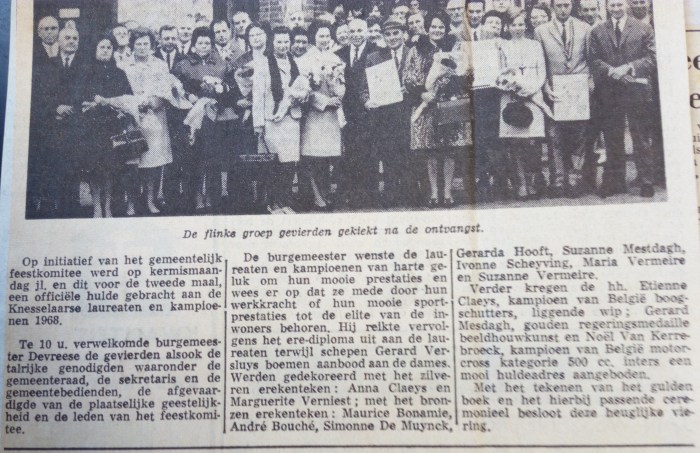 De flinke groep gevierden gekiekt na de ontvangst.
Op initiatief van het gemeentelijk
feestkomitee werd op kermismaan-
dag jl. en dit voor de tweede maal,
een officiële hulde gebracht aan de
Knesselaarse laureaten en kampioe-
nen 1968.
Te 10 u. verwelkomde burgemees-
ter Devreese de gevierden alsook de
talrijke genodigden waaronder de
gemeenteraad, de sekretaris en de
gemeentebedienden, de afgevaar-
digde van de plaatselijke geestelijk-
heid en de leden van het feestkomi-
tee.
De burgemeester wenste de lau-
reaten en kampioenen van harte ge-
luk om hun mooie prestaties en
wees er op dat ze mede door hun
werkkracht of hun mooie sport-
prestaties tot de elite van de in-
woners behoren. Hij reikte vervol-
gens het ere-diploma uit aan de lau-
reaten terwijl schepen Gerard Ver-
sluys boemen aanbood aan de dames.
Werden gedekoreerd met het zilve-
ren erekenteken: Anna Claeys en
Marguerite Verniest; met het bron-
zen erekenteken: Maurice Bonamie,
André Bouché, Simonne De Muynck,
Gerarda Hooft, Suzanne Mestdagh,
Ivonne Scheyving, Maria Vermeire
en Suzanne Vermeire.
Verder kregen de hh. Etienne
Claeys, kampioen van België boog-
schutters, liggende wip; Gerard
Mesdagh, gouden regeringsmedaille
beeldhouwkunst en Noël Van Kerre-
broeck, kampioen van België motor-
cross kategorie 500 cc. inters een
mooi huldeadres aangeboden.
Met het tekenen van het gulden
boek en het hierbij passende cere-
monieel besloot deze heuglijke vie-
ring.